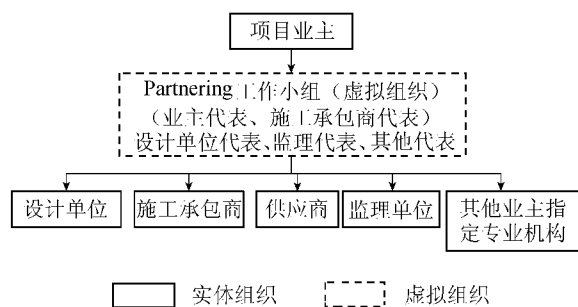 项目业主
Partnering工作小组（虚拟组织）
（业主代表、施工承包商代表）
设计单位代表、监理代表、其他代表
设计单位
施工承包商
供应商
监理单位
其他业主指
定专业机构
实体组织
虚拟组织